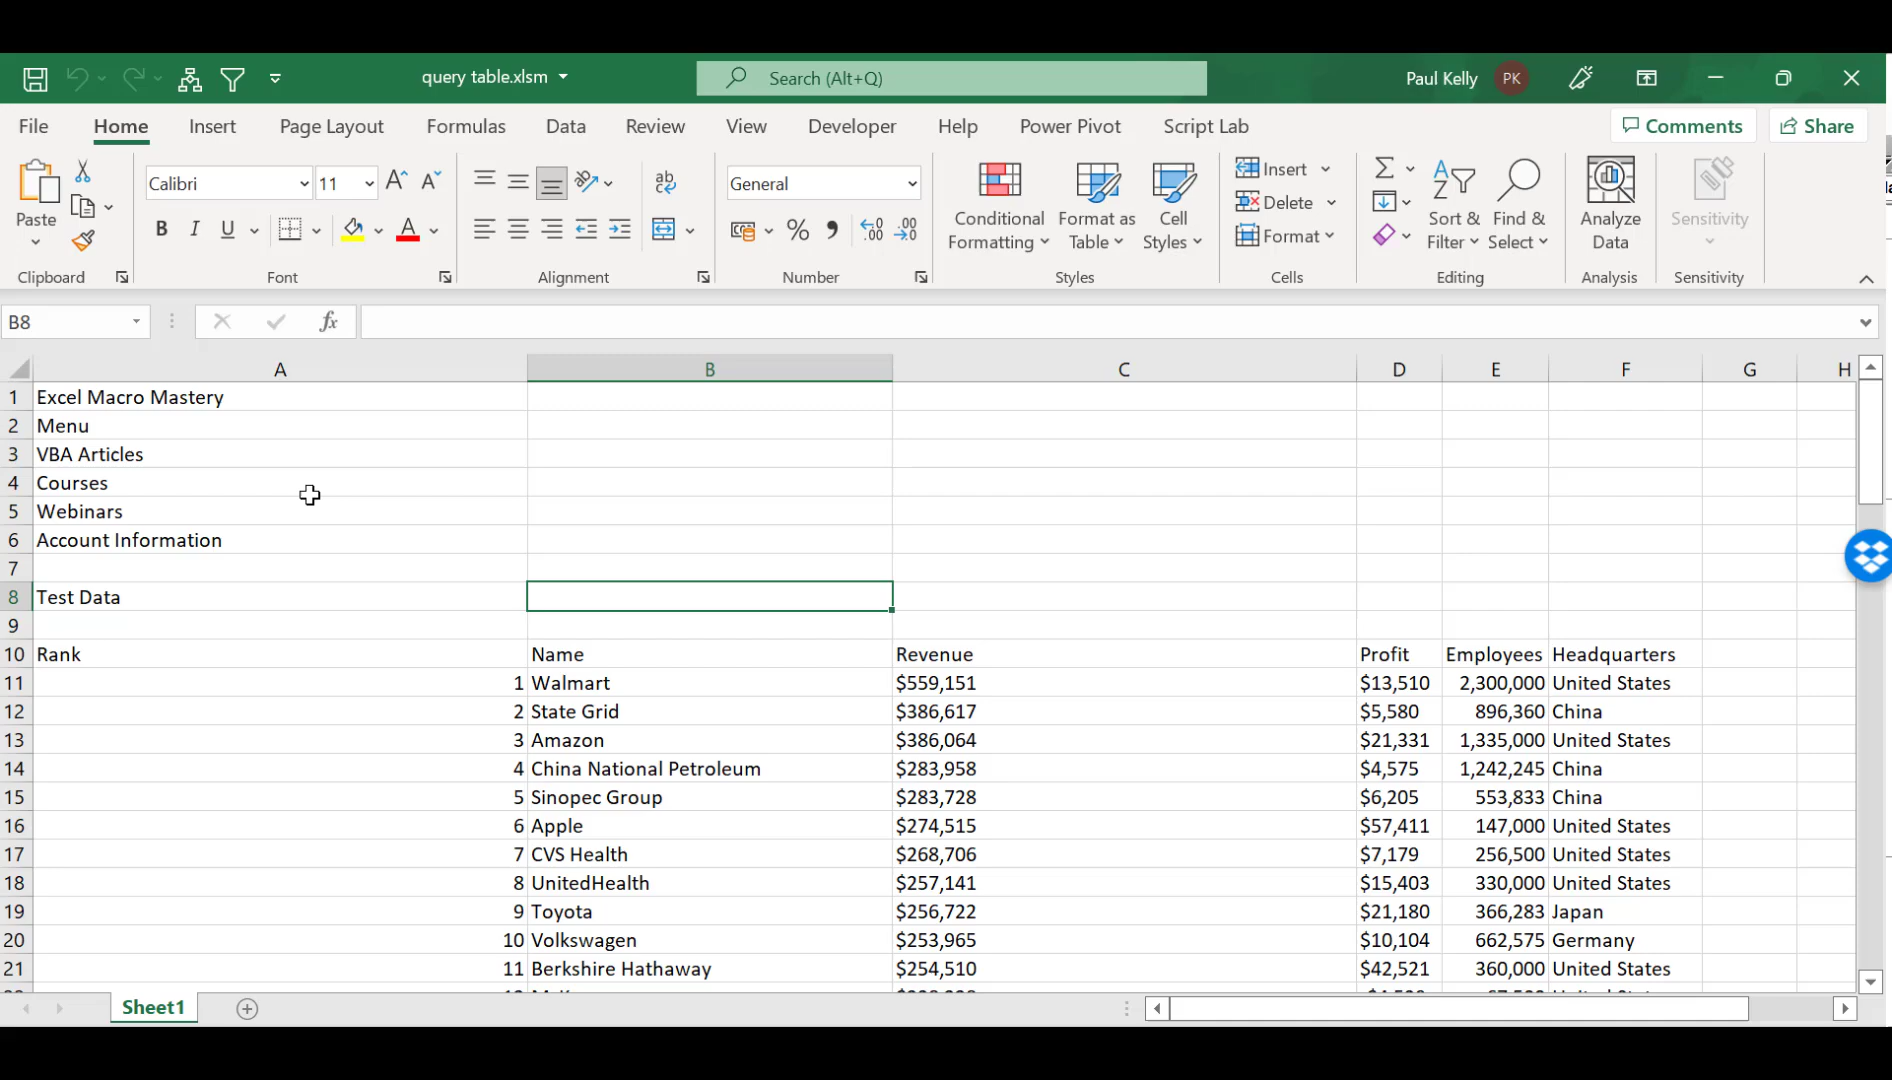 query table.xlsm
Search (Alt+Q)
Paul Kelly PK
File Home Insert Page Layout Formulas Data Review View Developer Help Power Pivot Script Lab Comments Share
Calibri 11 General Insert
Paste Conditional Formatting Format as Table Cell Styles Delete Sort & Filter Find & Select Analyze Data Sensitivity
Format
Clipboard Font Alignment Number Styles Cells Editing Analysis Sensitivity
B8 fx
A B C D E F G H
1 Excel Macro Mastery
2 Menu
3 VBA Articles
4 Courses
5 Webinars
6 Account Information
7
8 Test Data
9
10 Rank Name Revenue Profit Employees Headquarters
11 1 Walmart $559,151 $13,510 2,300,000 United States
12 2 State Grid $386,617 $5,580 896,360 China
13 3 Amazon $386,064 $21,331 1,335,000 United States
14 4 China National Petroleum $283,958 $4,575 1,242,245 China
15 5 Sinopec Group $283,728 $6,205 553,833 China
16 6 Apple $274,515 $57,411 147,000 United States
17 7 CVS Health $268,706 $7,179 256,500 United States
18 8 UnitedHealth $257,141 $15,403 330,000 United States
19 9 Toyota $256,722 $21,180 366,283 Japan
20 10 Volkswagen $253,965 $10,104 662,575 Germany
21 11 Berkshire Hathaway $254,510 $42,521 360,000 United States
Sheet1